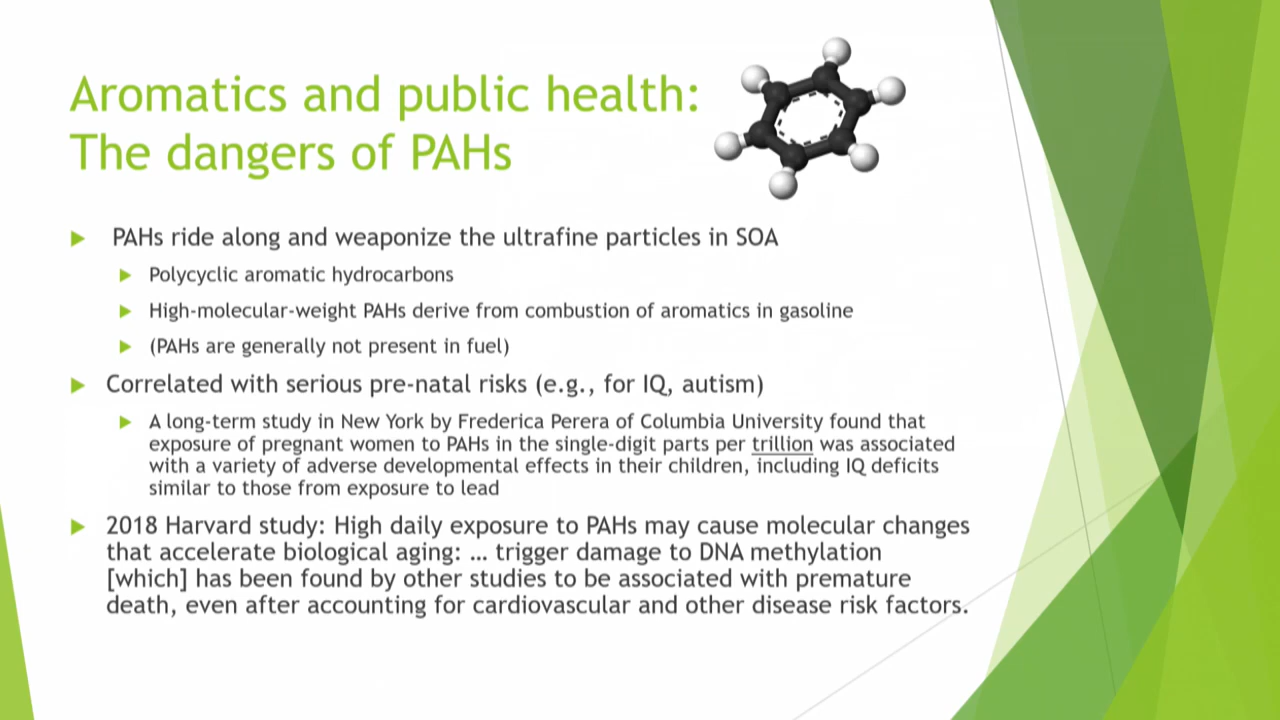 Aromatics and public health:
The dangers of PAHs
PAHs ride along and weaponize the ultrafine particles in SOA
Polycyclic aromatic hydrocarbons
High-molecular-weight PAHs derive from combustion of aromatics in gasoline
(PAHs are generally not present in fuel)
Correlated with serious pre-natal risks (e.g., for IQ, autism)
A long-term study in New York by Frederica Perera of Columbia University found that
exposure of pregnant women to PAHs in the single-digit parts per trillion was associated
with a variety of adverse developmental effects in their children, including IQ deficits
similar to those from exposure to lead
2018 Harvard study: High daily exposure to PAHs may cause molecular changes
that accelerate biological aging: … trigger damage to DNA methylation
[which] has been found by other studies to be associated with premature
death, even after accounting for cardiovascular and other disease risk factors.